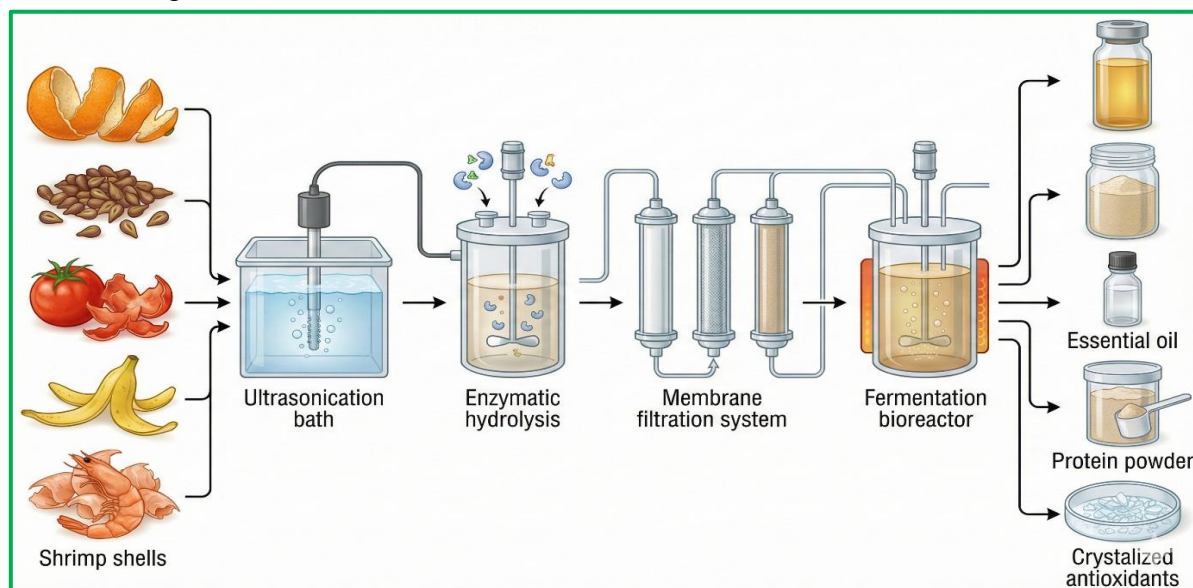 Shrimp shells
Ultrasonication
bath
Enzymatic
hydrolysis
Membrane
filtration system
Fermentation
bioreactor
Essential oil
Protein powder
Crystalized
antioxidants